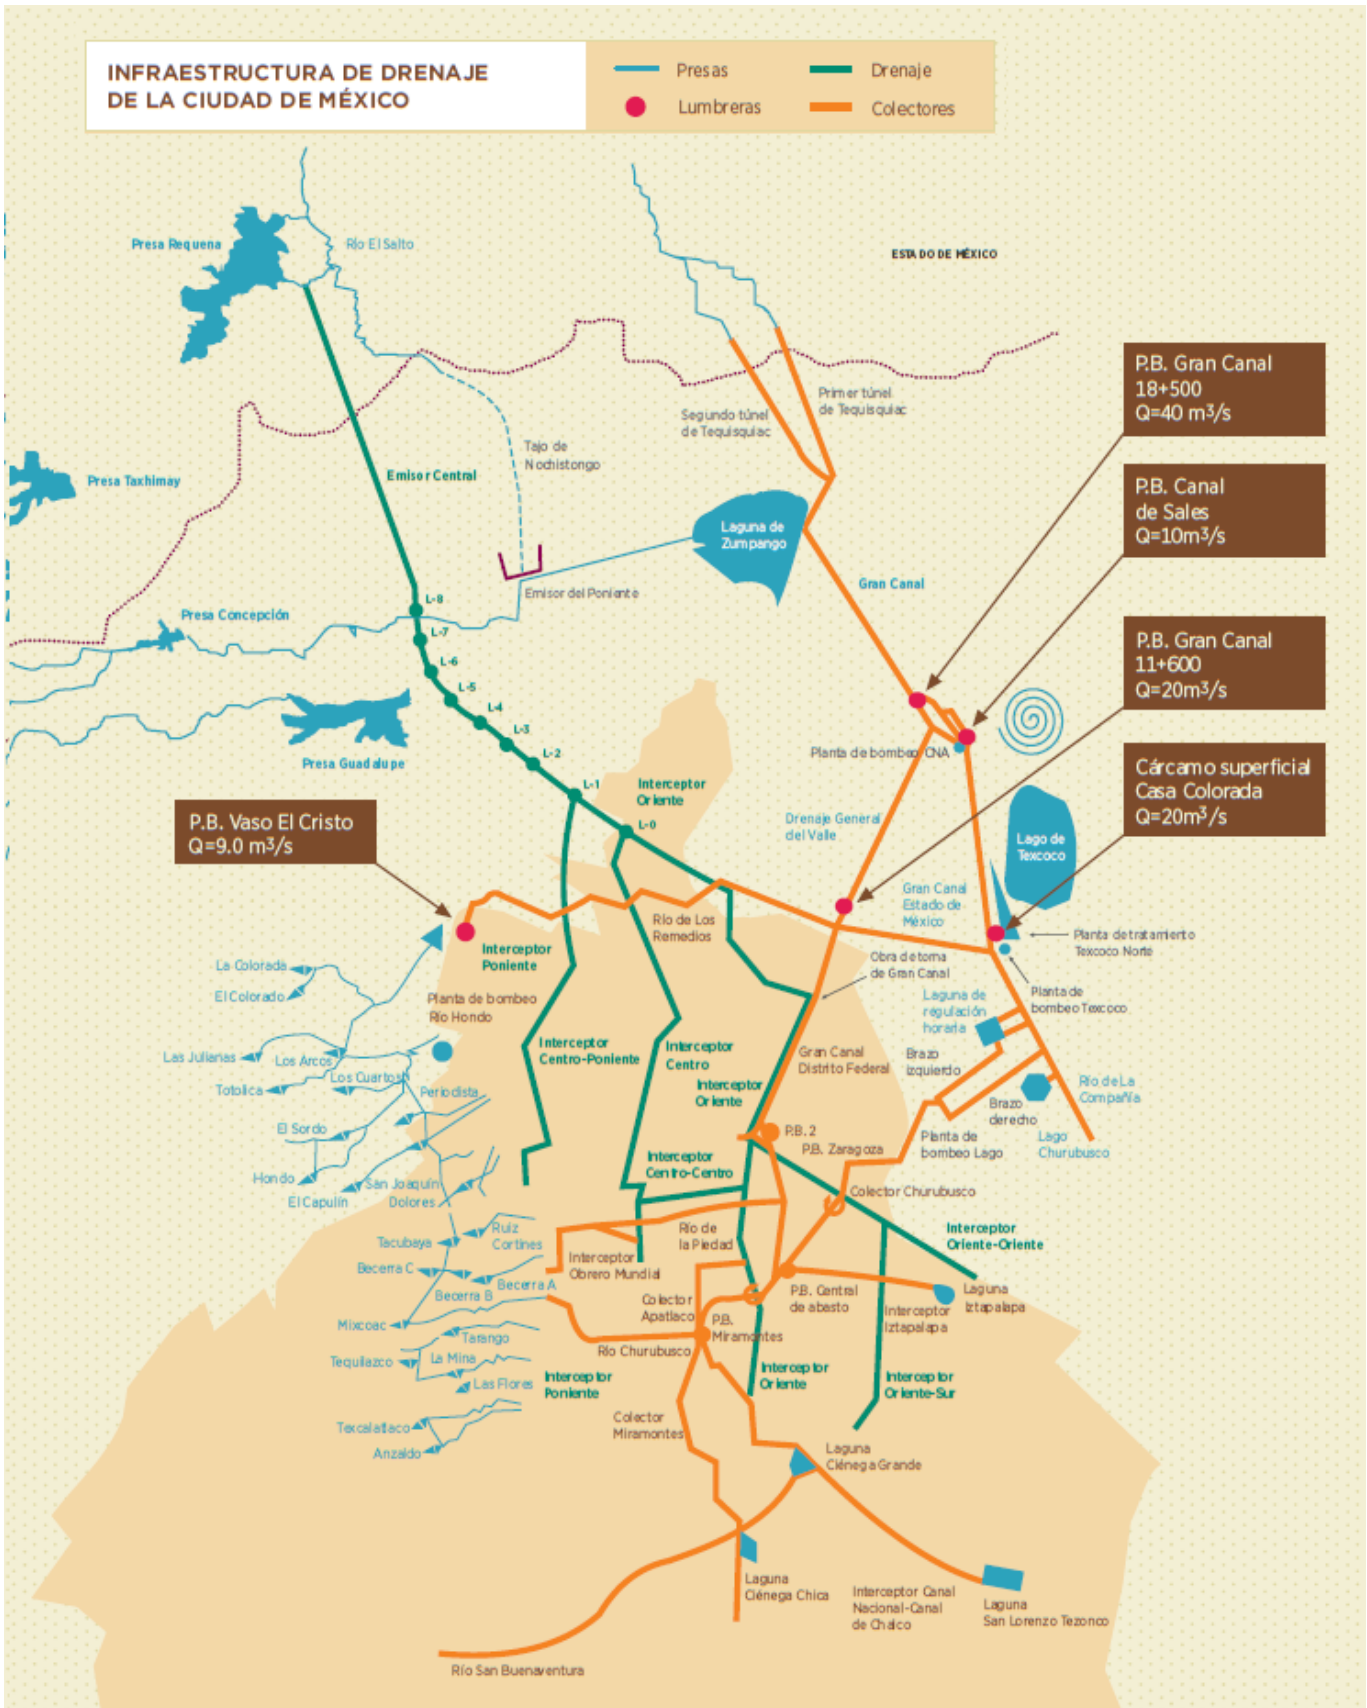 INFRAESTRUCTURA DE DRENAJE
DE LA CIUDAD DE MÉXICO
Presas
Drenaje
Lumbreras
Colectores
Presa Requena
Río El Salto
ESTADO DE MÉXICO
P.B. Gran Canal
18+500
Q=40 m³/s
Primer túnel
de Tequisquiac
Segundo túnel
de Tequisquiac
Tajo de
Nochistongo
Emisor Central
Presa Taxhimay
P.B. Canal
de Sales
Q=10m³/s
Laguna de
Zumpango
Gran Canal
Emisor del Poniente
Presa Concepción
L-8
L-7
L-6
L-5
L-4
L-3
L-2
L-1
L-0
P.B. Gran Canal
11+600
Q=20m³/s
Presa Guadalupe
Planta de bombeo CNA
Interceptor
Oriente
Cárcamo superficial
Casa Colorada
Q=20m³/s
P.B. Vaso El Cristo
Q=9.0 m³/s
Drenaje General
del Valle
Lago de
Texcoco
Gran Canal
Estado de
México
Río de Los
Remedios
Interceptor
Poniente
Planta de tratamiento
Texcoco Norte
Obra de toma
de Gran Canal
La Colorada
El Colorado
Planta de bombeo
Río Hondo
Laguna de
regulación
horaria
Planta de
bombeo Texcoco
Las Julianas
Los Arcos
Interceptor
Centro-Poniente
Interceptor
Centro
Gran Canal
Distrito Federal
Brazo
izquierdo
Totolica
Los Cuartos
Periodista
Interceptor
Oriente
Río de La
Compañía
Brazo
derecho
El Sordo
P.B. 2
P.B. Zaragoza
Planta de
bombeo Lago
Lago
Churubusco
Interceptor
Centro-Centro
Hondo
El Capulín
San Joaquín
Dolores
Colector Churubusco
Ruiz
Cortines
Tacubaya
Río de
la Piedad
Interceptor
Oriente-Oriente
Becerra C
Becerra A
Becerra B
Interceptor
Obrero Mundial
P.B. Central
de abasto
Laguna
Iztapalapa
Colector
Apatlaco
Interceptor
Iztapalapa
Mixcoac
Tarango
P.B.
Miramontes
Río Churubusco
Tequilazco
La Mina
Las Flores
Interceptor
Poniente
Interceptor
Oriente
Interceptor
Oriente-Sur
Texcalatlaco
Anzaldo
Colector
Miramontes
Laguna
Ciénega Grande
Laguna
Ciénega Chica
Interceptor Canal
Nacional-Canal
de Chalco
Laguna
San Lorenzo Tezonco
Río San Buenaventura